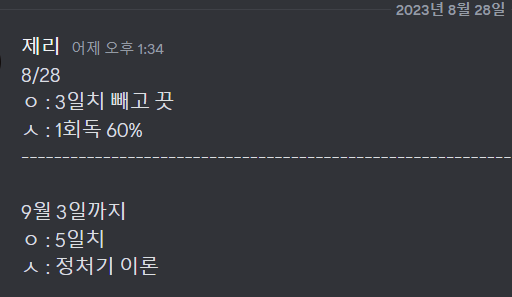 2023년 8월 28일
제리 어제 오후 1:34
8/28
ㅇ : 3일치 빼고 끗
ㅅ : 1회독 60%
------------------------------------------------------------
9월 3일까지
ㅇ : 5일치
ㅅ : 정처기 이론